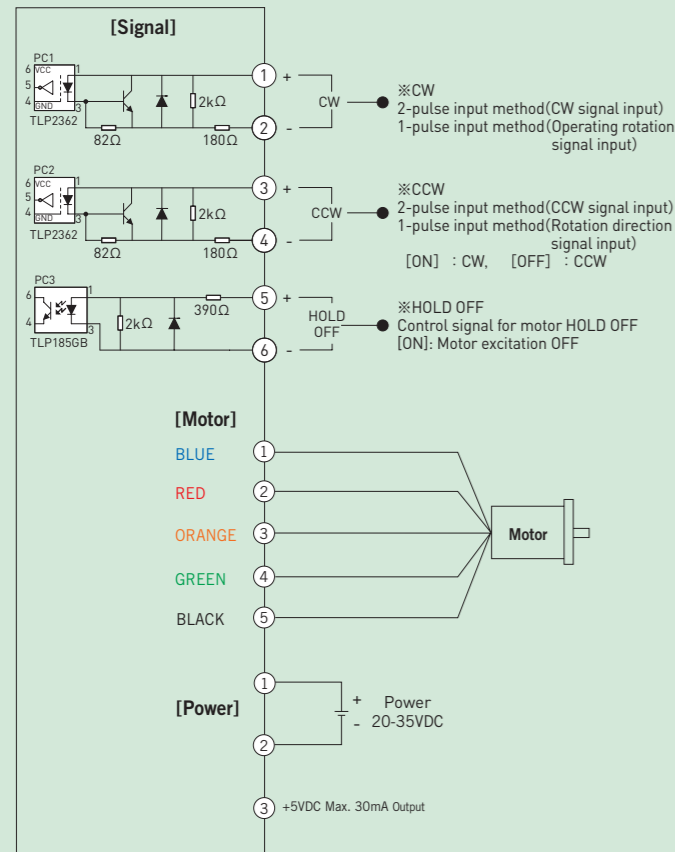 [Signal]
PC1
6 VCC 1
5
4 GND 3
TLP2362
82Ω
2kΩ
180Ω
1 +
CW
2 -
※CW
2-pulse input method(CW signal input)
1-pulse input method(Operating rotation
signal input)
PC2
6 VCC 1
5
4 GND 3
TLP2362
82Ω
2kΩ
180Ω
3 +
CCW
4 -
※CCW
2-pulse input method(CCW signal input)
1-pulse input method(Rotation direction
signal input)
[ON] : CW, [OFF] : CCW
PC3
6 1
4 3
TLP185GB
2kΩ
390Ω
5 +
HOLD
OFF
6 -
※HOLD OFF
Control signal for motor HOLD OFF
[ON]: Motor excitation OFF
[Motor]
BLUE 1
RED 2
ORANGE 3
GREEN 4
BLACK 5
Motor
[Power]
1
2
+ Power
- 20-35VDC
3 +5VDC Max. 30mA Output